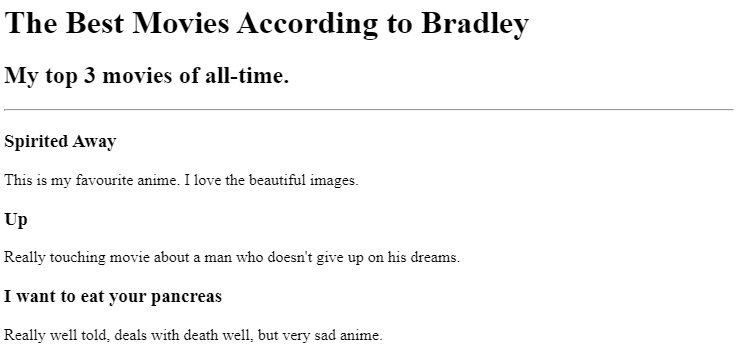 The Best Movies According to Bradley
My top 3 movies of all-time.
Spirited Away
This is my favourite anime. I love the beautiful images.
Up
Really touching movie about a man who doesn't give up on his dreams.
I want to eat your pancreas
Really well told, deals with death well, but very sad anime.